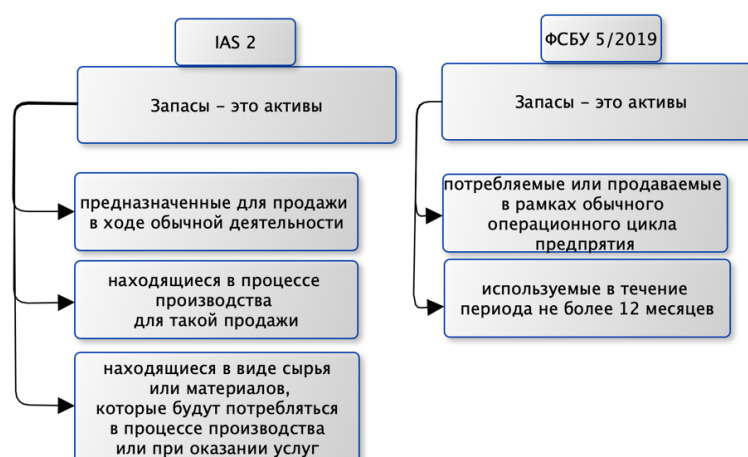 IAS 2
Запасы – это активы
предназначенные для продажи
в ходе обычной деятельности
находящиеся в процессе
производства
для такой продажи
находящиеся в виде сырья
или материалов,
которые будут потребляться
в процессе производства
или при оказании услуг
ФСБУ 5/2019
Запасы – это активы
потребляемые или продаваемые
в рамках обычного
операционного цикла
предпрятия
используемые в течение
периода не более 12 месяцев